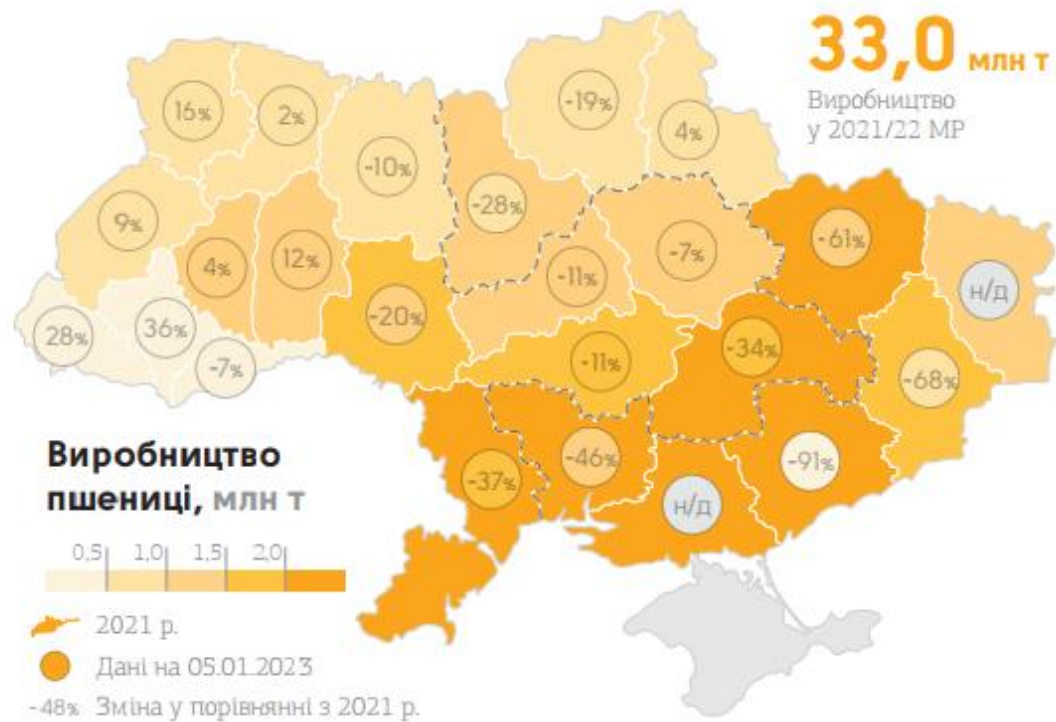 33,0 млн т
Виробництво
у 2021/22 МР
16%
2%
-10%
-19%
4%
9%
4%
12%
-28%
-7%
-61%
н/д
28%
36%
-7%
-20%
-11%
-11%
-34%
-68%
-37%
-46%
н/д
-91%
Виробництво
пшениці, млн т
0,5 1,0 1,5 2,0
2021 р.
Дані на 05.01.2023
-48% Зміна у порівнянні з 2021 р.